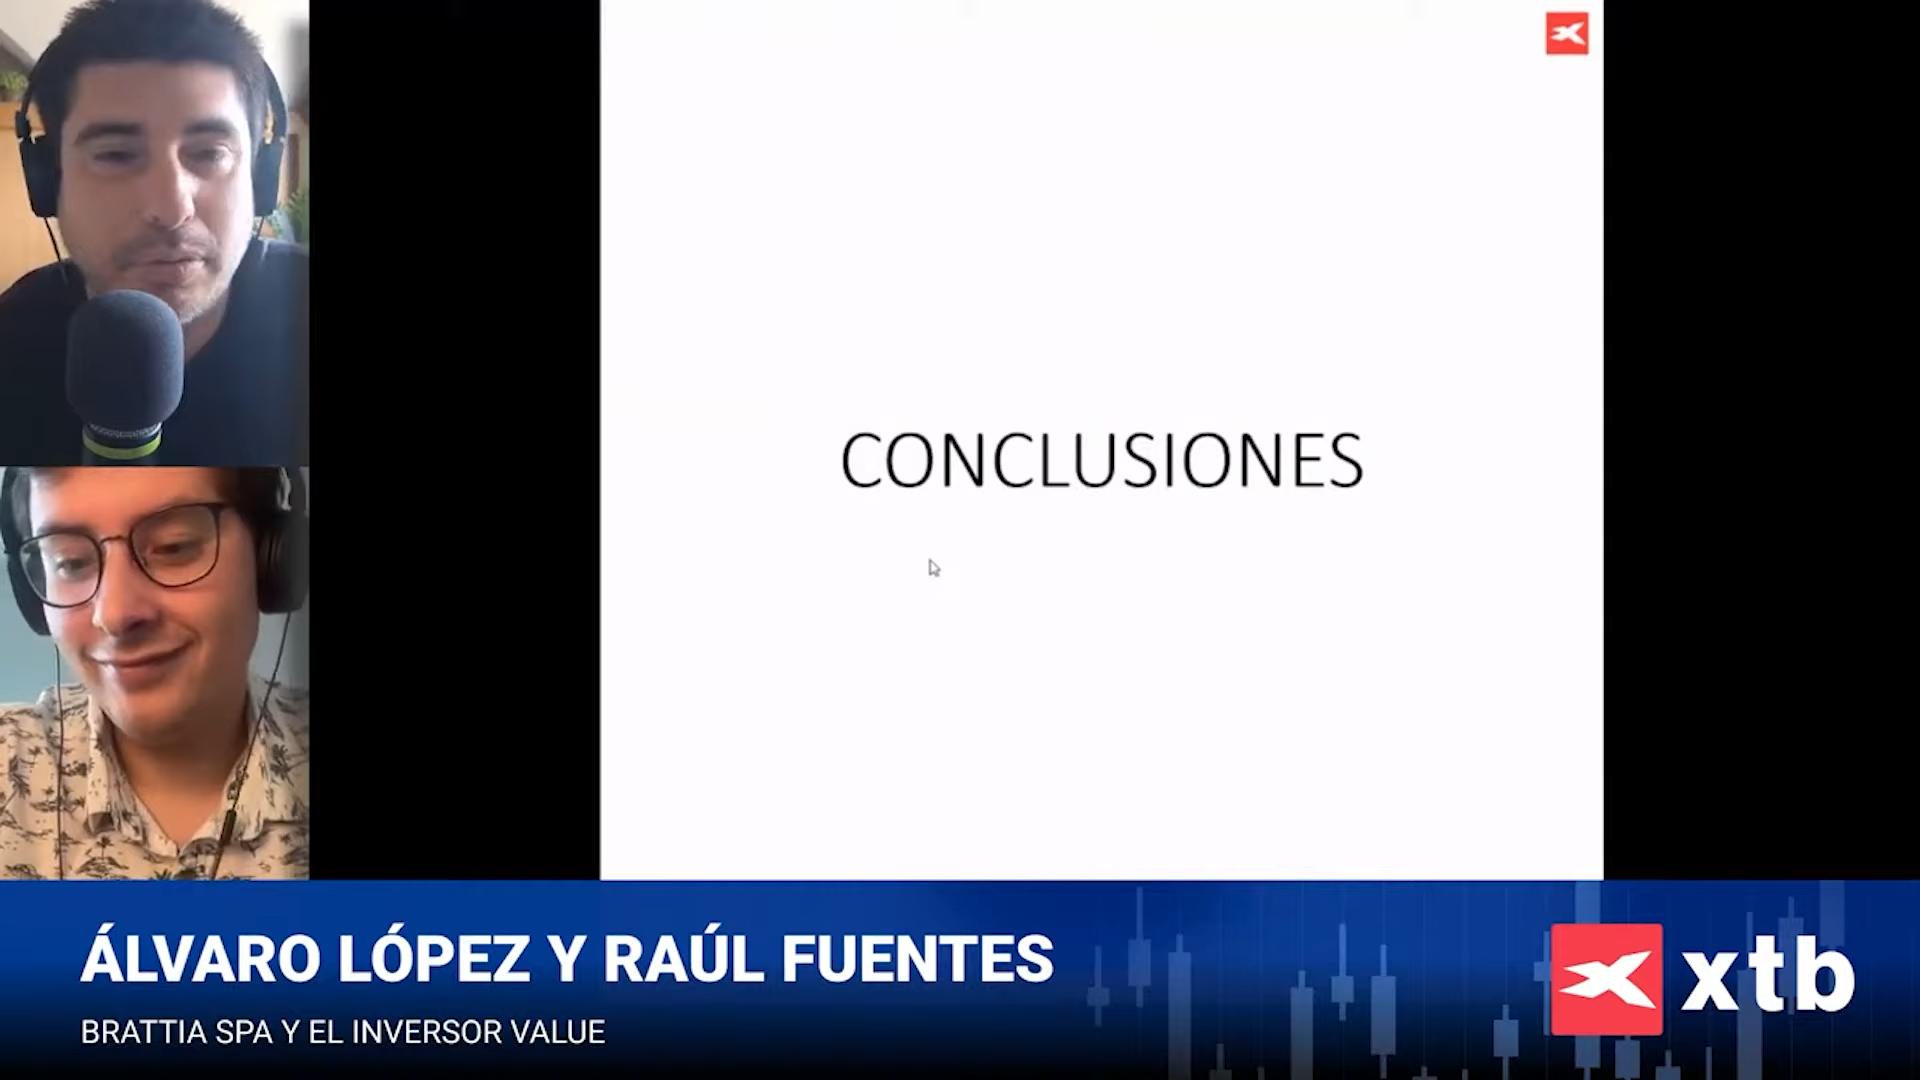 CONCLUSIONES
ÁLVARO LÓPEZ Y RAÚL FUENTES
BRATTIA SPA Y EL INVERSOR VALUE
xtb